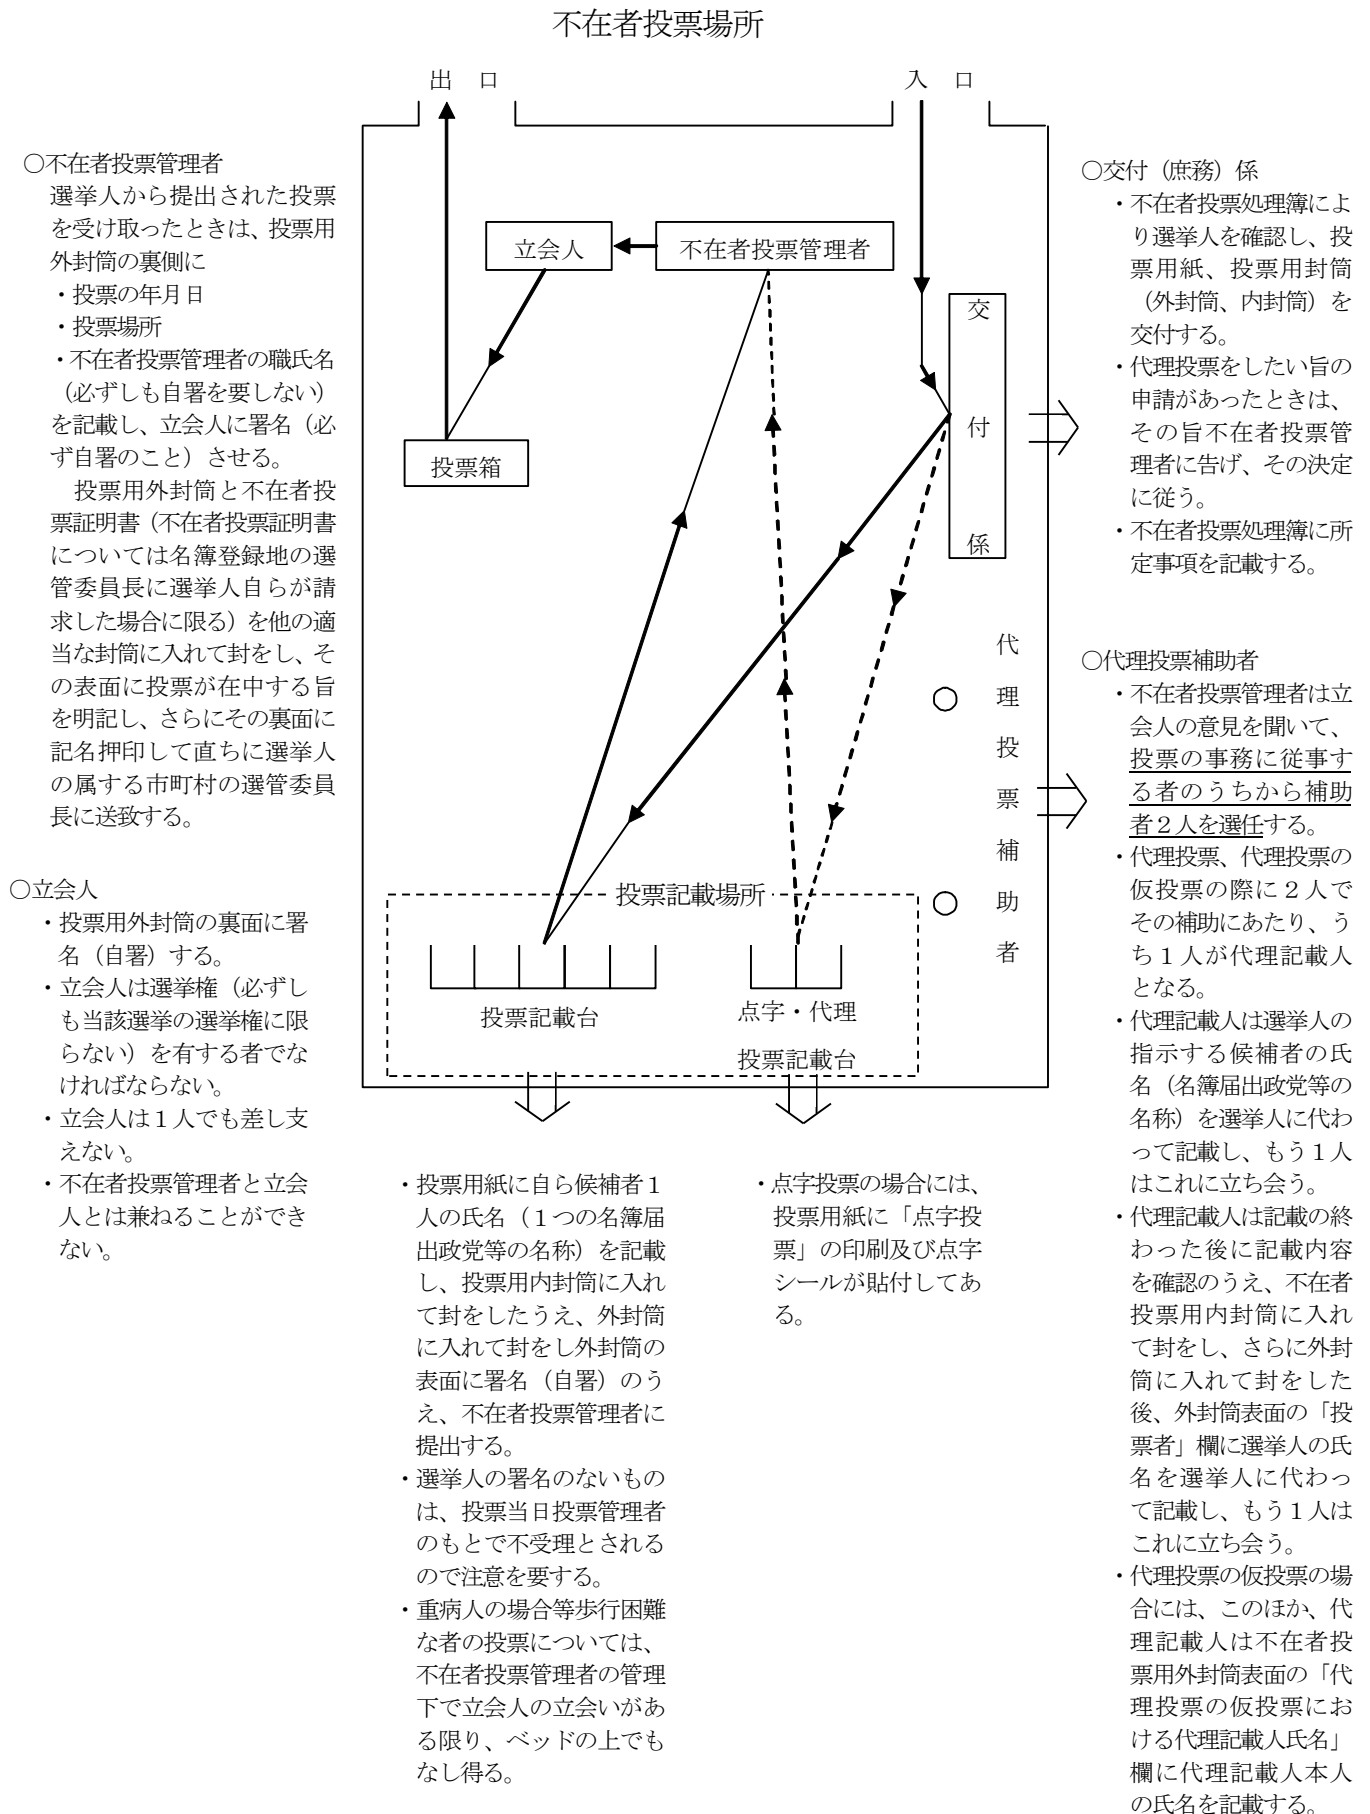 不在者投票場所
出　口
入　口
○不在者投票管理者
選挙人から提出された投票
を受け取ったときは、投票用
外封筒の裏側に
・投票の年月日
・投票場所
・不在者投票管理者の職氏名
（必ずしも自署を要しない）
を記載し、立会人に署名（必
ず自署のこと）させる。
投票用外封筒と不在者投
票証明書（不在者投票証明書
については名簿登録地の選
管委員長に選挙人自らが請
求した場合に限る）を他の適
当な封筒に入れて封をし、そ
の表面に投票が在中する旨
を明記し、さらにその裏面に
記名押印して直ちに選挙人
の属する市町村の選管委員
長に送致する。
○立会人
・投票用外封筒の裏面に署
名（自署）する。
・立会人は選挙権（必ずし
も当該選挙の選挙権に限
らない）を有する者でな
ければならない。
・立会人は１人でも差し支
えない。
・不在者投票管理者と立会
人とは兼ねることができ
ない。
立会人
不在者投票管理者
投票箱
交付係
代理投票補助者
投票記載場所
投票記載台
点字・代理
投票記載台
・投票用紙に自ら候補者１
人の氏名（１つの名簿届
出政党等の名称）を記載
し、投票用内封筒に入れ
て封をしたうえ、外封筒
に入れて封をし外封筒の
表面に署名（自署）のう
え、不在者投票管理者に
提出する。
・選挙人の署名のないもの
は、投票当日投票管理者
のもとで不受理とされる
ので注意を要する。
・重病人の場合等歩行困難
な者の投票については、
不在者投票管理者の管理
下で立会人の立会いがあ
る限り、ベッドの上でも
なし得る。
・点字投票の場合には、
投票用紙に「点字投
票」の印刷及び点字
シールが貼付してあ
る。
○交付（庶務）係
・不在者投票処理簿によ
り選挙人を確認し、投
票用紙、投票用封筒
（外封筒、内封筒）を
交付する。
・代理投票をしたい旨の
申請があったときは、
その旨不在者投票管
理者に告げ、その決定
に従う。
・不在者投票処理簿に所
定事項を記載する。
○代理投票補助者
・不在者投票管理者は立
会人の意見を聞いて、
投票の事務に従事す
る者のうちから補助
者２人を選任する。
・代理投票、代理投票の
仮投票の際に２人で
その補助にあたり、う
ち１人が代理記載人
となる。
・代理記載人は選挙人の
指示する候補者の氏
名（名簿届出政党等の
名称）を選挙人に代わ
って記載し、もう１人
はこれに立ち会う。
・代理記載人は記載の終
わった後に記載内容
を確認のうえ、不在者
投票用内封筒に入れ
て封をし、さらに外封
筒に入れて封をした
後、外封筒表面の「投
票者」欄に選挙人の氏
名を選挙人に代わっ
て記載し、もう１人は
これに立ち会う。
・代理投票の仮投票の場
合には、このほか、代
理記載人は不在者投
票用外封筒表面の「代
理投票の仮投票にお
ける代理記載人氏名」
欄に代理記載人本人
の氏名を記載する。